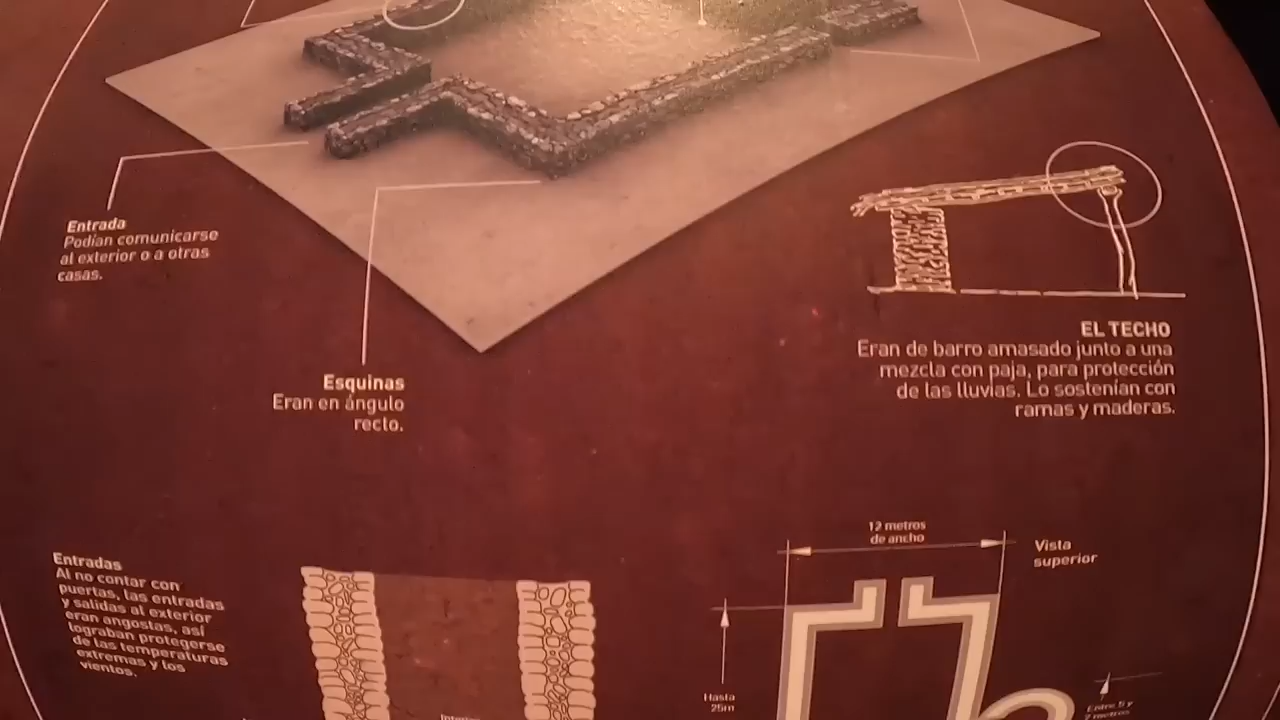 Entrada
Podían comunicarse
al exterior o a otras
casas.
Esquinas
Eran en ángulo
recto.
EL TECHO
Eran de barro amasado junto a una
mezcla con paja, para protección
de las lluvias. Lo sostenían con
ramas y maderas.
Entradas
Al no contar con
puertas, las entradas
y salidas al exterior
eran angostas, así
lograban protegerse
de las temperaturas
extremas y los
vientos.
12 metros
de ancho
Vista
superior
Hasta
25m
Entre 5 y
7 metros